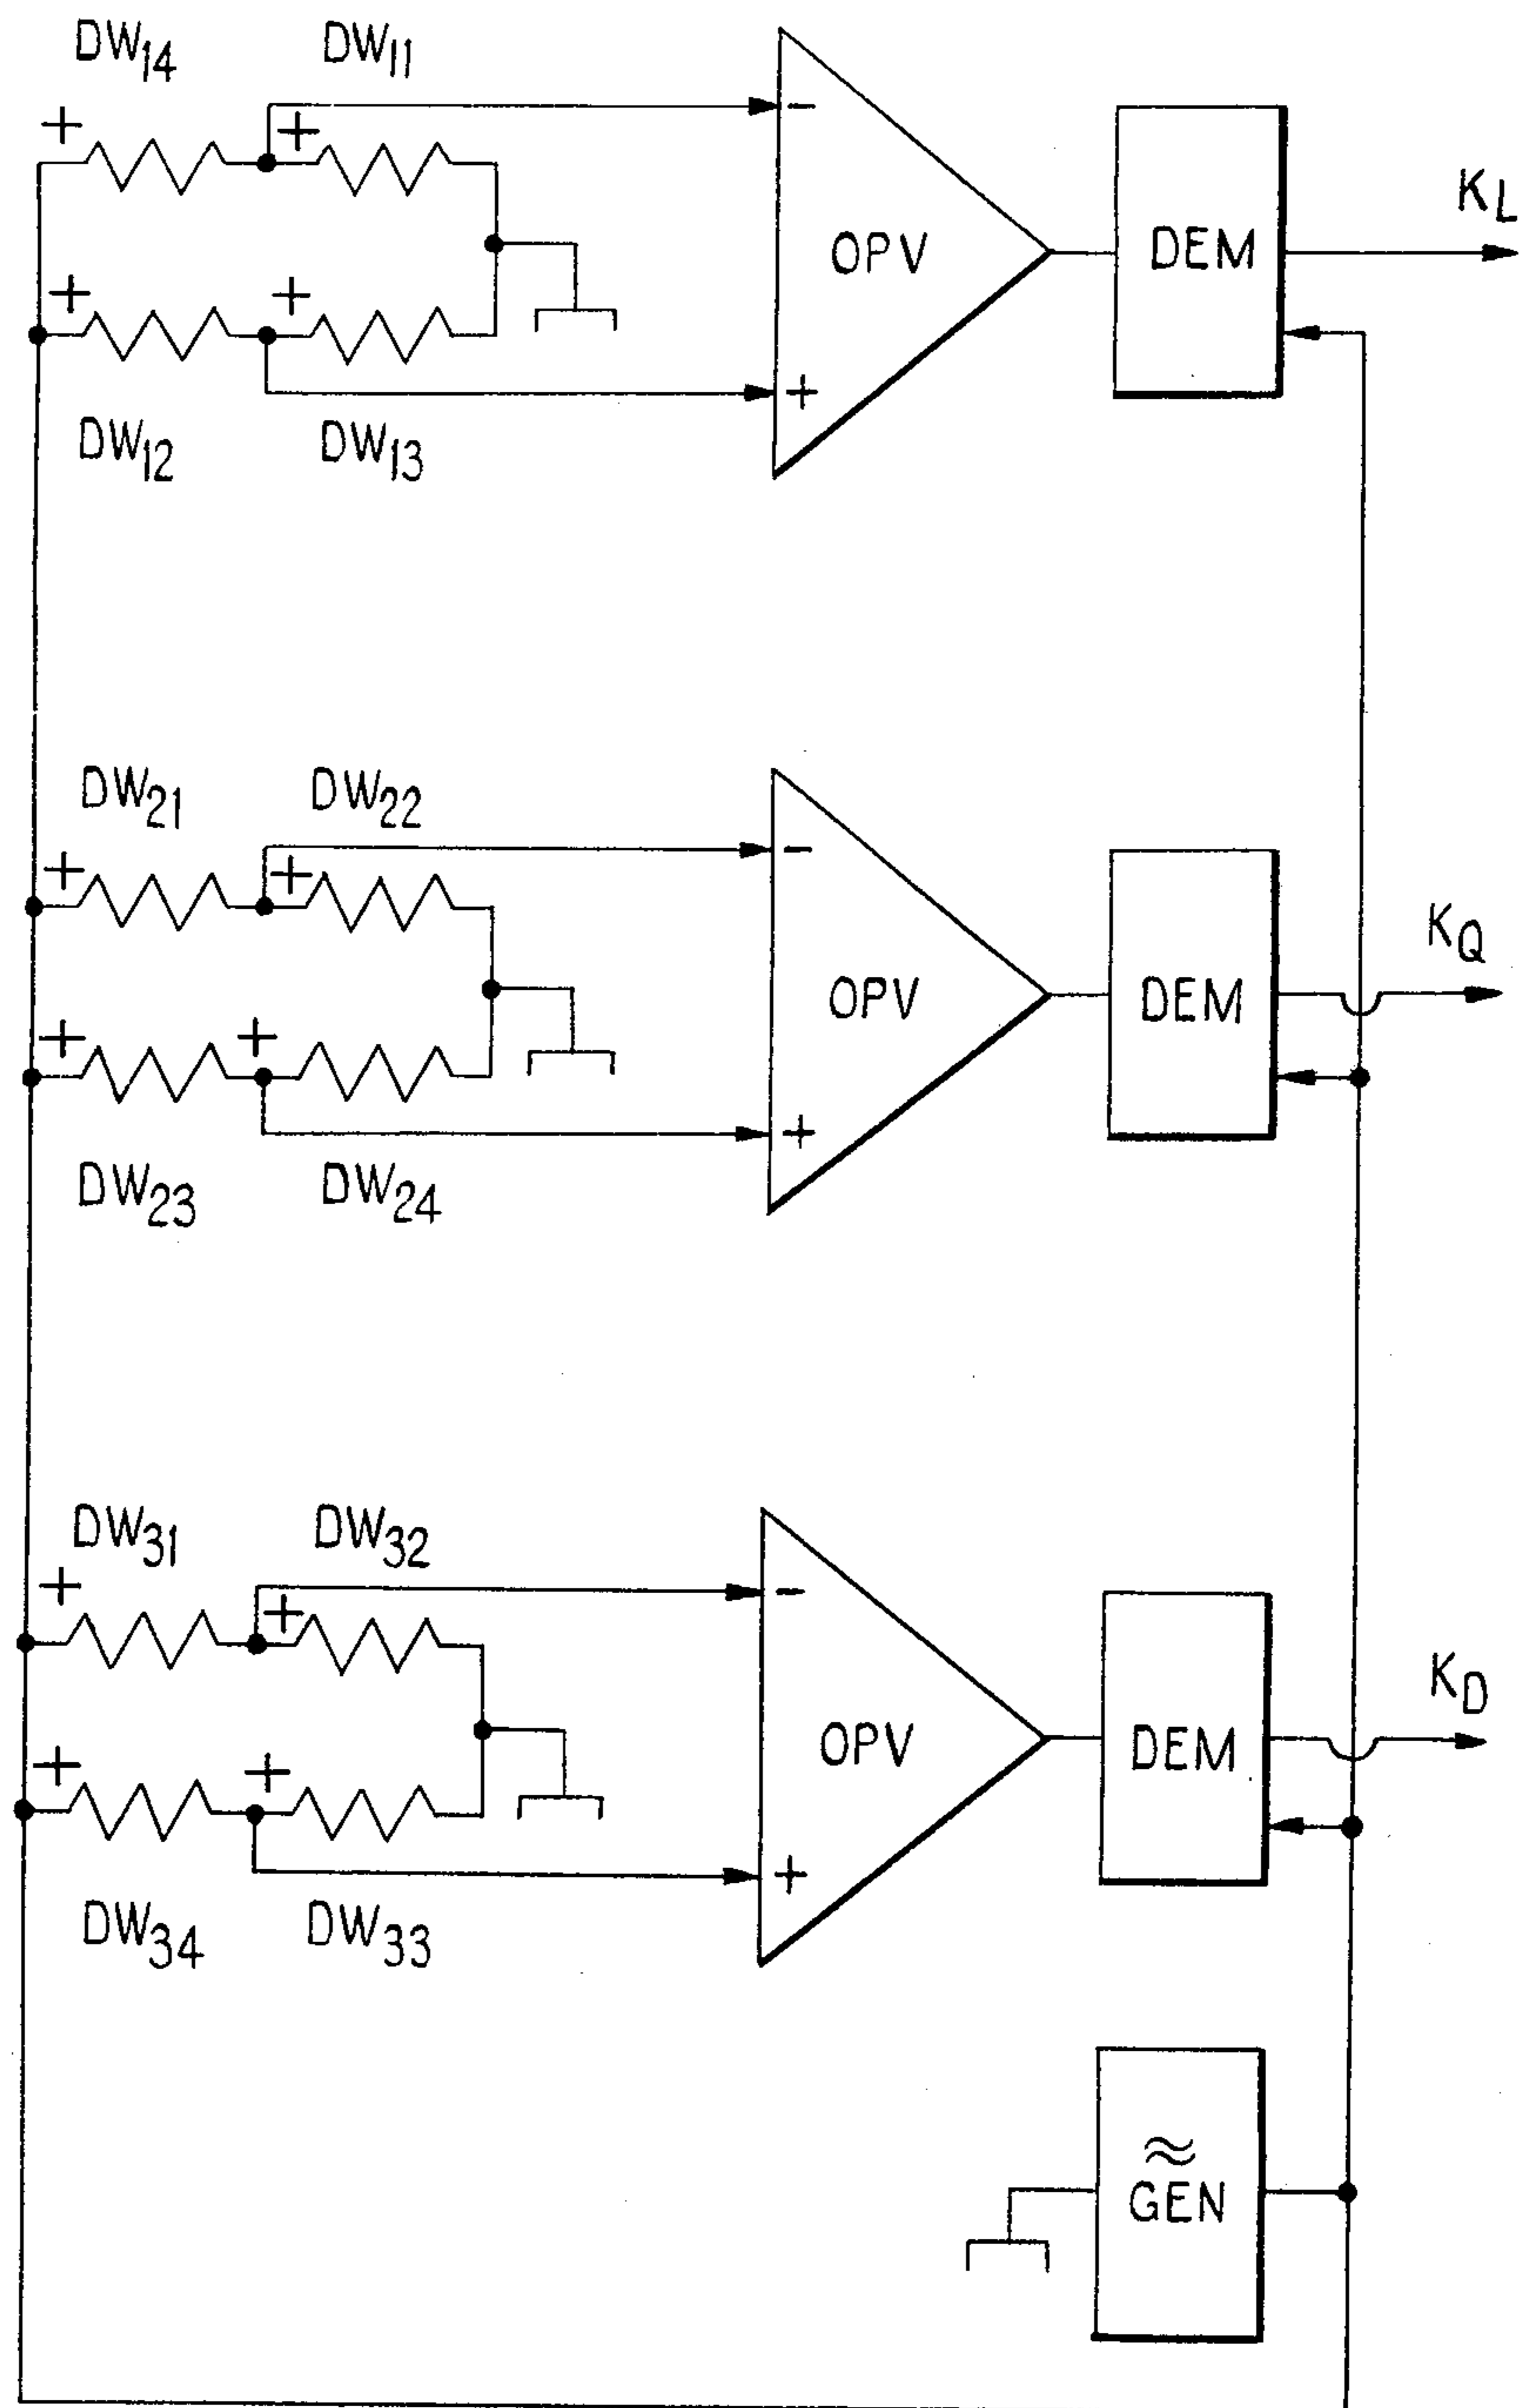 DW14 DW11
+ +
-
OPV DEM KL
+ +
+
DW12 DW13
DW21 DW22
-
+ +
OPV DEM KQ
+ +
+
DW23 DW24
DW31 DW32
+ -
+
OPV DEM KD
+ +
+
DW34 DW33
≈
GEN